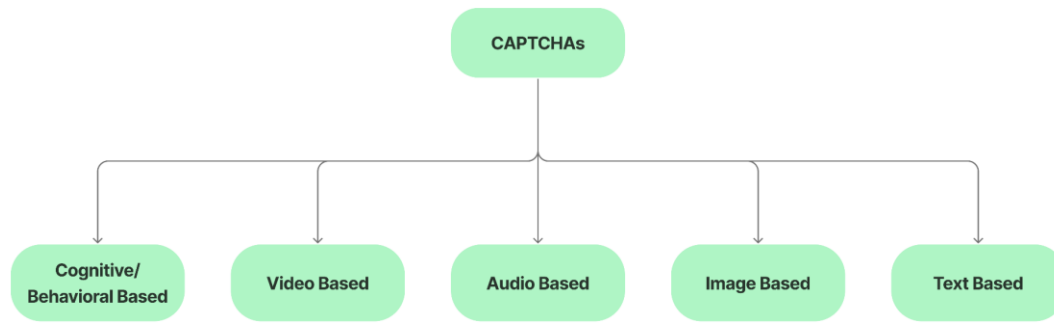 CAPTCHAs
Cognitive/
Behavioral Based
Video Based
Audio Based
Image Based
Text Based